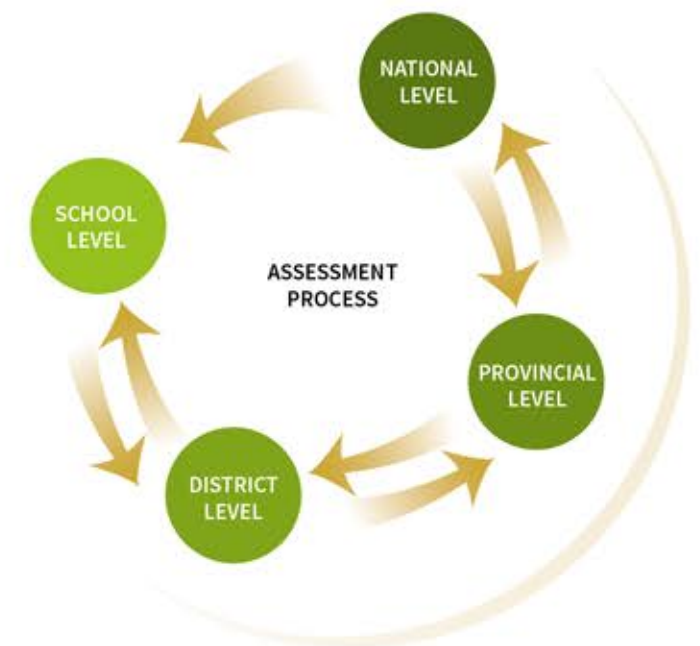 NATIONAL
LEVEL
SCHOOL
LEVEL
ASSESSMENT
PROCESS
PROVINCIAL
LEVEL
DISTRICT
LEVEL